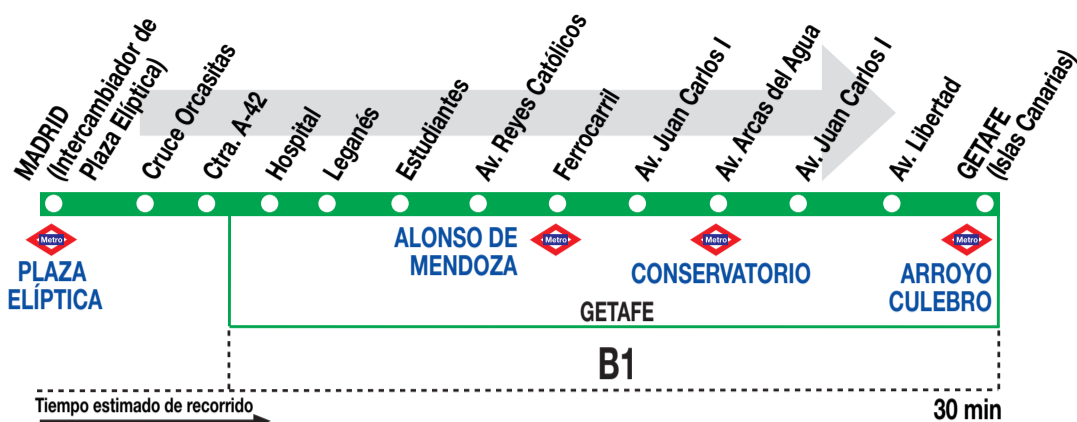 MADRID
(Intercambiador de
Plaza Elíptica)
Cruce Orcasitas
Ctra. A-42
Hospital
Leganés
Estudiantes
Av. Reyes Católicos
Ferrocarril
Av. Juan Carlos I
Av. Arcas del Agua
Av. Juan Carlos I
Av. Libertad
GETAFE
(Islas Canarias)
Metro
PLAZA
ELÍPTICA
ALONSO DE
MENDOZA
Metro
Metro
CONSERVATORIO
Metro
ARROYO
CULEBRO
GETAFE
B1
Tiempo estimado de recorrido
30 min